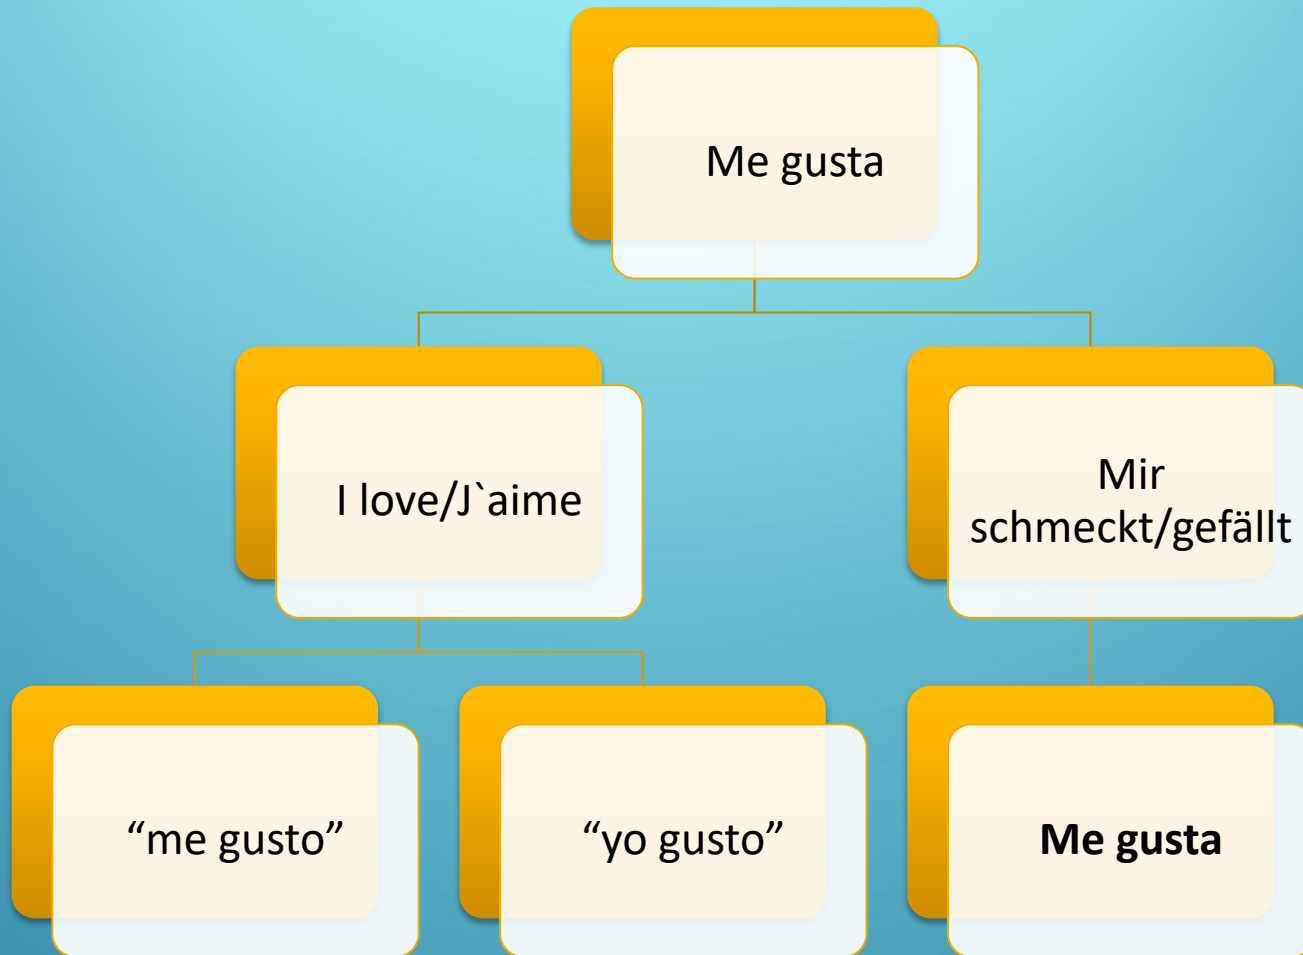 Me gusta
I love/J`aime
Mir
schmeckt/gefällt
“me gusto”
“yo gusto”
Me gusta